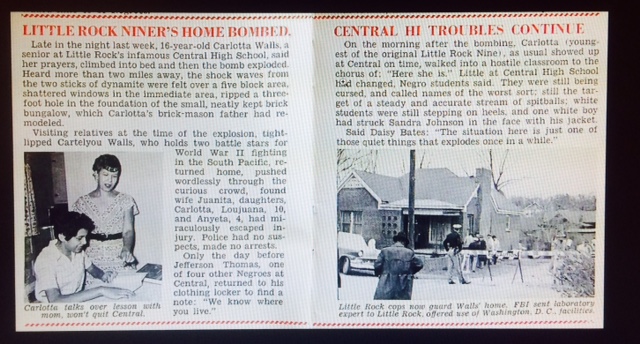 LITTLE ROCK NINER'S HOME BOMBED.
Late in the night last week, 16-year-old Carlotta Walls, a
senior at Little Rock's infamous Central High School, said
her prayers, climbed into bed and then the bomb exploded.
Heard more than two miles away, the shock waves from
the two sticks of dynamite were felt over a five block area,
shattered windows in the immediate area, ripped a three-
foot hole in the foundation of the small, neatly kept brick
bungalow, which Carlotta's brick-mason father had re-
modeled.
Visiting relatives at the time of the explosion, tight-
lipped Cartelyou Walls, who holds two battle stars for
World War II fighting
in the South Pacific, re-
turned home, pushed
wordlessly through the
curious crowd, found
wife Juanita, daughters,
Carlotta, Loujuana, 10,
and Anyeta, 4, had mi-
raculously escaped in-
jury. Police had no sus-
pects, made no arrests.
Only the day before
Jefferson Thomas, one
of four other Negroes at
Central, returned to his
clothing locker to find a
note: "We know where
you live."
Carlotta talks over lesson with
mom, won't quit Central.
CENTRAL HI TROUBLES CONTINUE
On the morning after the bombing, Carlotta (young-
est of the original Little Rock Nine), as usual showed up
at Central on time, walked into a hostile classroom to the
chorus of: "Here she is." Little at Central High School
had changed, Negro students said. They were still being
cursed, and called names of the worst sort; still the tar-
get of a steady and accurate stream of spitballs; white
students were still stepping on heels, and one white boy
had struck Sandra Johnson in the face with his jacket.
Said Daisy Bates: "The situation here is just one of
those quiet things that explodes once in a while."
Little Rock cops now guard Walls' home. FBI sent laboratory
expert to Little Rock, offered use of Washington, D. C., facilities.